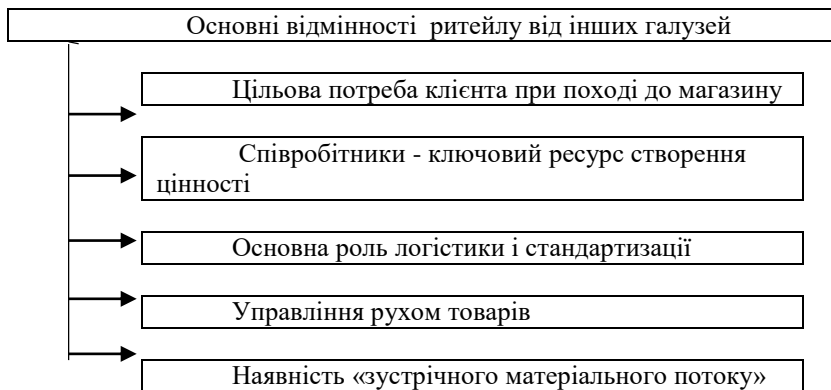 Основні відмінності ритейлу від інших галузей
Цільова потреба клієнта при поході до магазину
Співробітники - ключовий ресурс створення
цінності
Основна роль логістики і стандартизації
Управління рухом товарів
Наявність «зустрічного матеріального потоку»